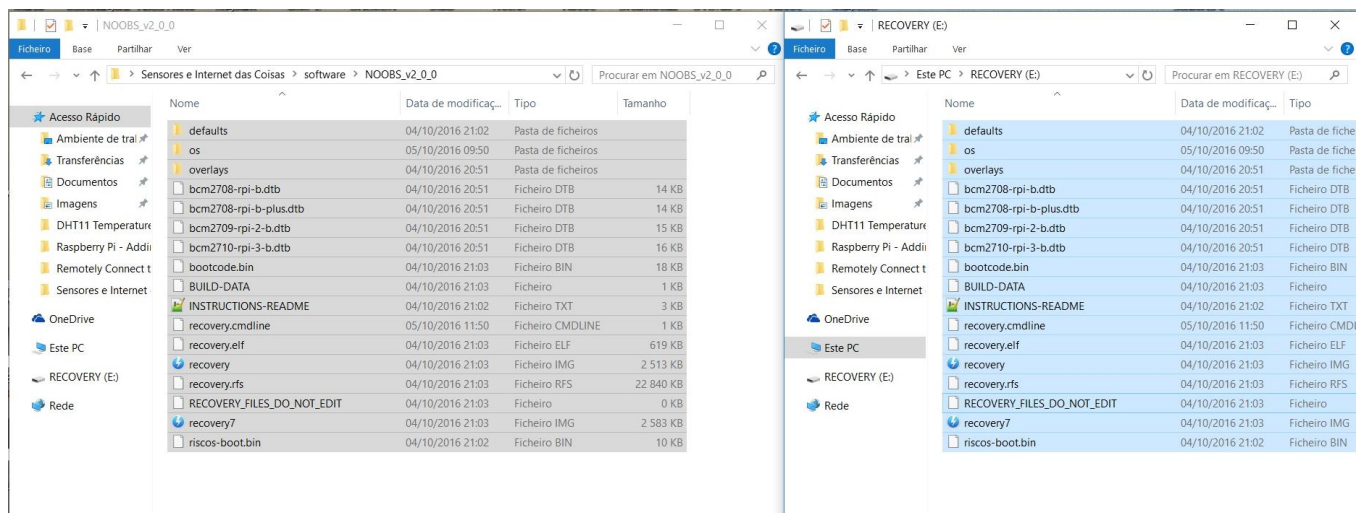 NOOBS_v2_0_0
Ficheiro Base Partilhar Ver
Sensores e Internet das Coisas > software > NOOBS_v2_0_0 Procurar em NOOBS_v2_0_0
Nome Data de modificaç... Tipo Tamanho
Acesso Rápido
Ambiente de tral
Transferências
Documentos
Imagens
DHT11 Temperature
Raspberry Pi - Addin
Remotely Connect t
Sensores e Internet
OneDrive
Este PC
RECOVERY (E:)
Rede
defaults 04/10/2016 21:02 Pasta de ficheiros
os 05/10/2016 09:50 Pasta de ficheiros
overlays 04/10/2016 20:51 Pasta de ficheiros
bcm2708-rpi-b.dtb 04/10/2016 20:51 Ficheiro DTB 14 KB
bcm2708-rpi-b-plus.dtb 04/10/2016 20:51 Ficheiro DTB 14 KB
bcm2709-rpi-2-b.dtb 04/10/2016 20:51 Ficheiro DTB 15 KB
bcm2710-rpi-3-b.dtb 04/10/2016 20:51 Ficheiro DTB 16 KB
bootcode.bin 04/10/2016 21:03 Ficheiro BIN 18 KB
BUILD-DATA 04/10/2016 21:03 Ficheiro 1 KB
INSTRUCTIONS-README 04/10/2016 21:02 Ficheiro TXT 3 KB
recovery.cmdline 05/10/2016 11:50 Ficheiro CMDLINE 1 KB
recovery.elf 04/10/2016 21:03 Ficheiro ELF 619 KB
recovery 04/10/2016 21:03 Ficheiro IMG 2 513 KB
recovery.rfs 04/10/2016 21:03 Ficheiro RFS 22 840 KB
RECOVERY_FILES_DO_NOT_EDIT 04/10/2016 21:03 Ficheiro 0 KB
recovery7 04/10/2016 21:03 Ficheiro IMG 2 583 KB
riscos-boot.bin 04/10/2016 21:02 Ficheiro BIN 10 KB
RECOVERY (E:)
Ficheiro Base Partilhar Ver
Este PC > RECOVERY (E:) Procurar em RECOVERY (E:)
Nome Data de modificaç... Tipo
Acesso Rápido
Ambiente de tral
Transferências
Documentos
Imagens
DHT11 Temperature
Raspberry Pi - Addin
Remotely Connect t
Sensores e Internet
OneDrive
Este PC
RECOVERY (E:)
Rede
defaults 04/10/2016 21:02 Pasta de fiche
os 05/10/2016 09:50 Pasta de fiche
overlays 04/10/2016 20:51 Pasta de fiche
bcm2708-rpi-b.dtb 04/10/2016 20:51 Ficheiro DTB
bcm2708-rpi-b-plus.dtb 04/10/2016 20:51 Ficheiro DTB
bcm2709-rpi-2-b.dtb 04/10/2016 20:51 Ficheiro DTB
bcm2710-rpi-3-b.dtb 04/10/2016 20:51 Ficheiro DTB
bootcode.bin 04/10/2016 21:03 Ficheiro BIN
BUILD-DATA 04/10/2016 21:03 Ficheiro
INSTRUCTIONS-README 04/10/2016 21:02 Ficheiro TXT
recovery.cmdline 05/10/2016 11:50 Ficheiro CMDL
recovery.elf 04/10/2016 21:03 Ficheiro ELF
recovery 04/10/2016 21:03 Ficheiro IMG
recovery.rfs 04/10/2016 21:03 Ficheiro RFS
RECOVERY_FILES_DO_NOT_EDIT 04/10/2016 21:03 Ficheiro
recovery7 04/10/2016 21:03 Ficheiro IMG
riscos-boot.bin 04/10/2016 21:02 Ficheiro BIN